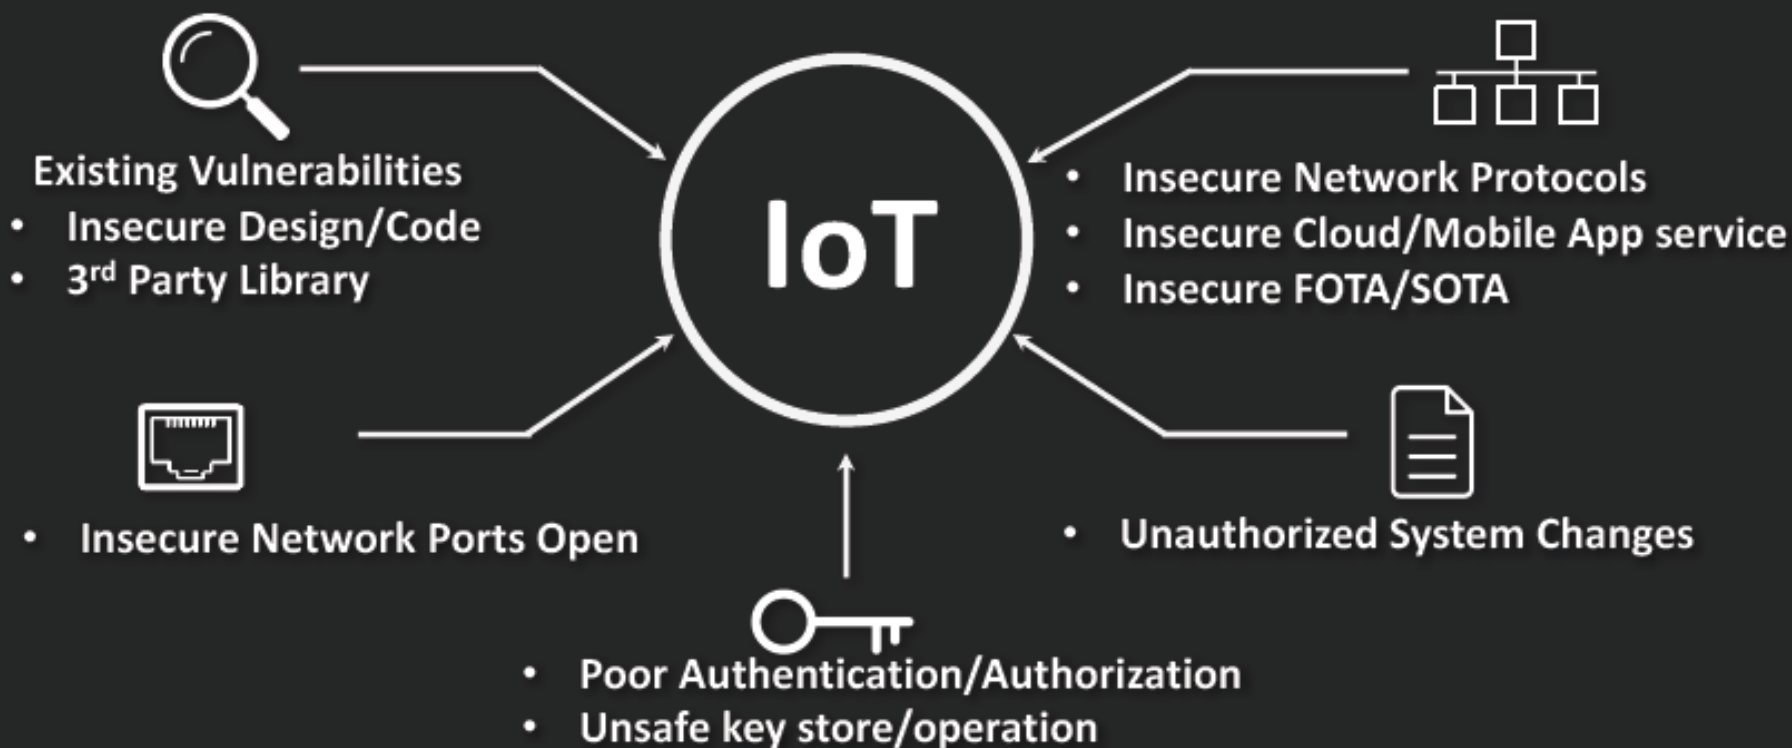 Existing Vulnerabilities
• Insecure Design/Code
• 3rd Party Library
IoT
• Insecure Network Protocols
• Insecure Cloud/Mobile App service
• Insecure FOTA/SOTA
• Insecure Network Ports Open
• Unauthorized System Changes
• Poor Authentication/Authorization
• Unsafe key store/operation